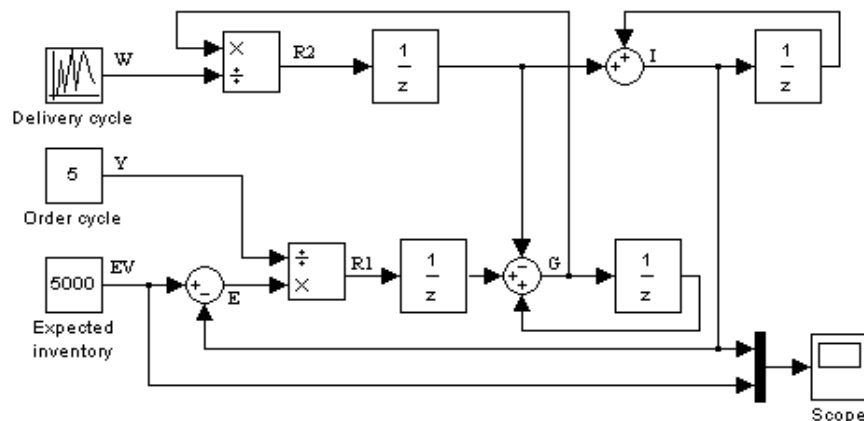 W
×
÷
R2
1
z
+
+
I
1
z
Delivery cycle
Y
5
Order cycle
÷
×
R1
1
z
−
+
+
G
1
z
EV
5000
+
−
E
Expected
inventory
Scope